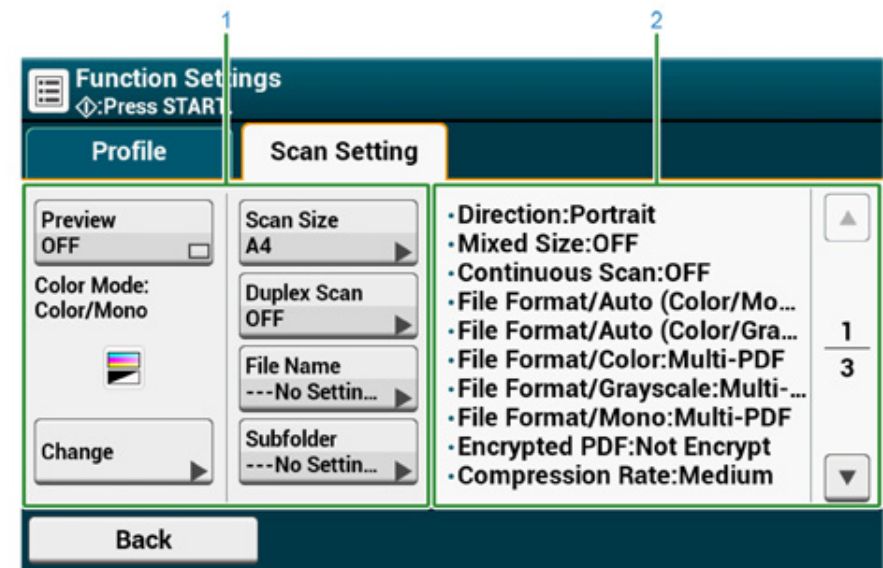 1 2
Function Settings
:Press START.
Profile Scan Setting
Preview
OFF
Color Mode:
Color/Mono
Change
Scan Size
A4
Duplex Scan
OFF
File Name
---No Settin...
Subfolder
---No Settin...
•Direction:Portrait
•Mixed Size:OFF
•Continuous Scan:OFF
•File Format/Auto (Color/Mo...
•File Format/Auto (Color/Gra...
•File Format/Color:Multi-PDF
•File Format/Grayscale:Multi-...
•File Format/Mono:Multi-PDF
•Encrypted PDF:Not Encrypt
•Compression Rate:Medium
1
3
Back